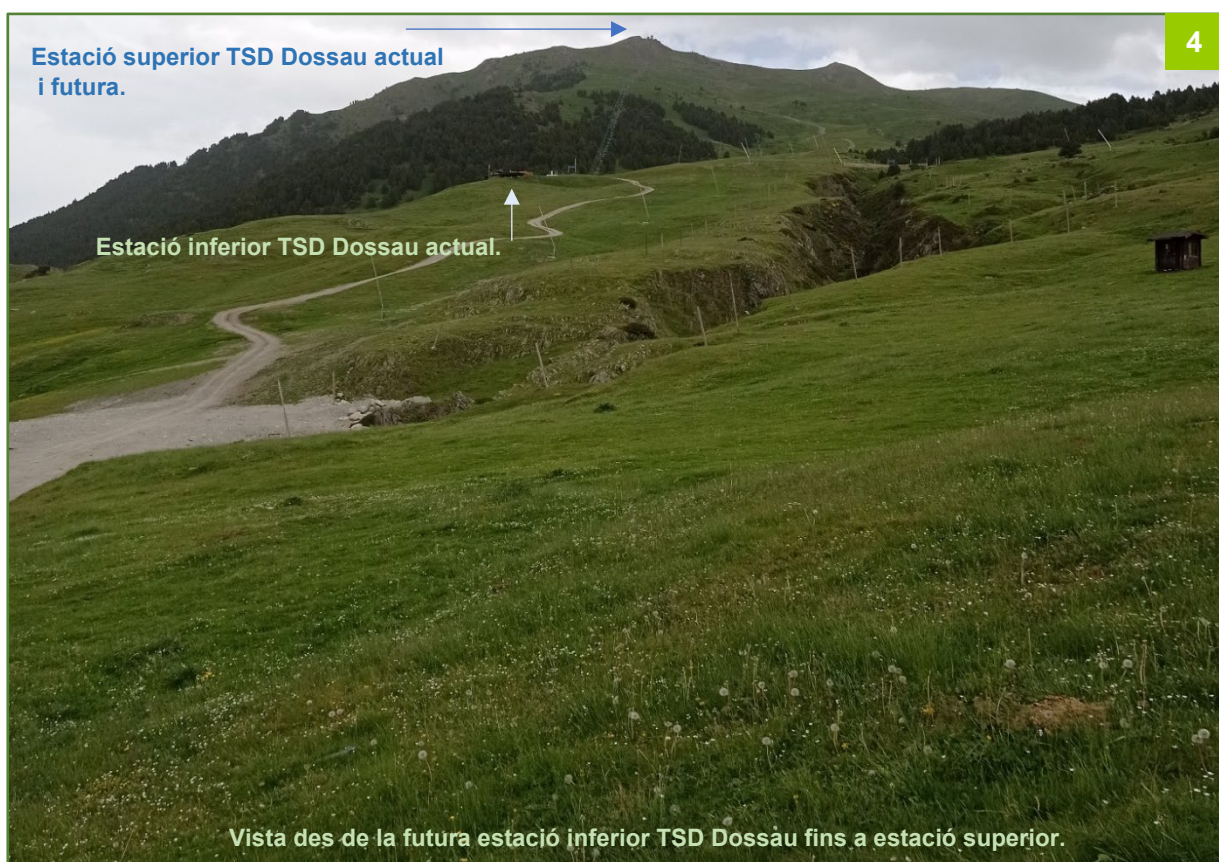 4
Estació superior TSD Dossau actual
i futura.
Estació inferior TSD Dossau actual.
Vista des de la futura estació inferior TSD Dossau fins a estació superior.